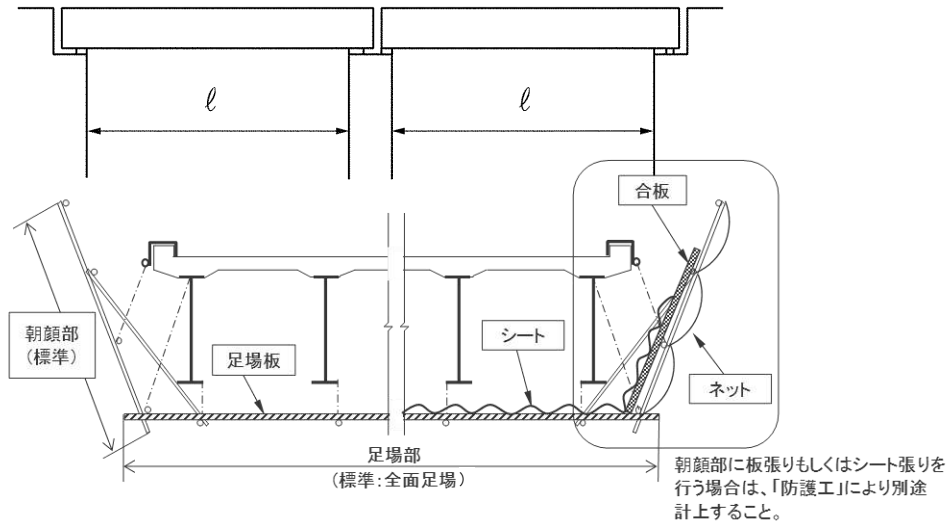 ℓ
ℓ
合板
朝顔部
(標準)
足場板
シート
ネット
足場部
(標準:全面足場)
朝顔部に板張りもしくはシート張りを
行う場合は、「防護工」により別途
計上すること。